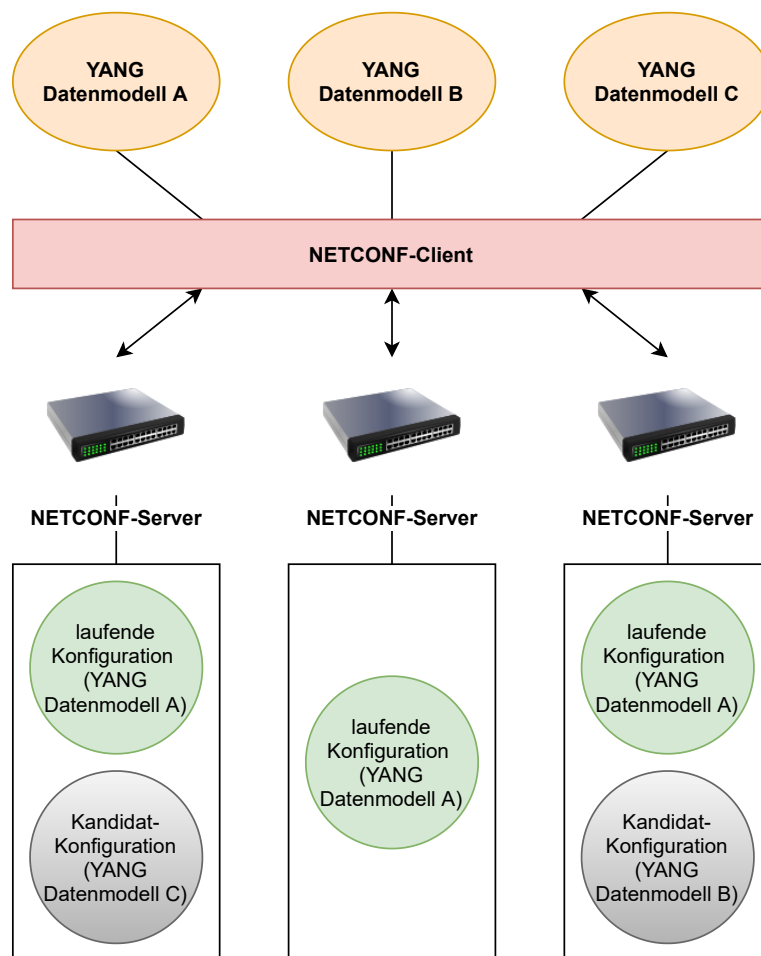 YANG
Datenmodell A
YANG
Datenmodell B
YANG
Datenmodell C
NETCONF-Client
NETCONF-Server
NETCONF-Server
NETCONF-Server
laufende
Konfiguration
(YANG
Datenmodell A)
Kandidat-
Konfiguration
(YANG
Datenmodell C)
laufende
Konfiguration
(YANG
Datenmodell A)
laufende
Konfiguration
(YANG
Datenmodell A)
Kandidat-
Konfiguration
(YANG
Datenmodell B)